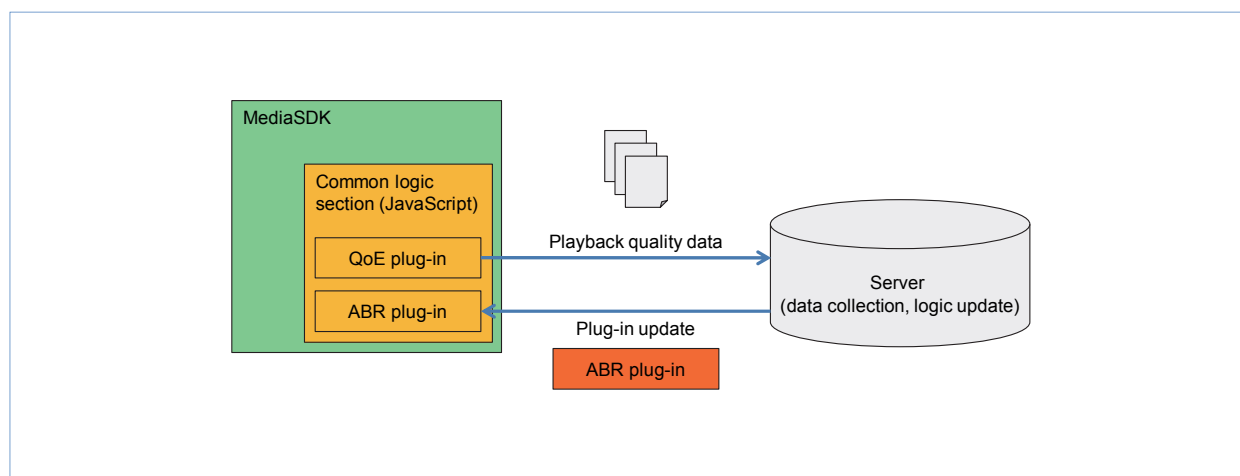 MediaSDK
Common logic
section (JavaScript)
QoE plug-in
ABR plug-in
Playback quality data
Plug-in update
ABR plug-in
Server
(data collection, logic update)